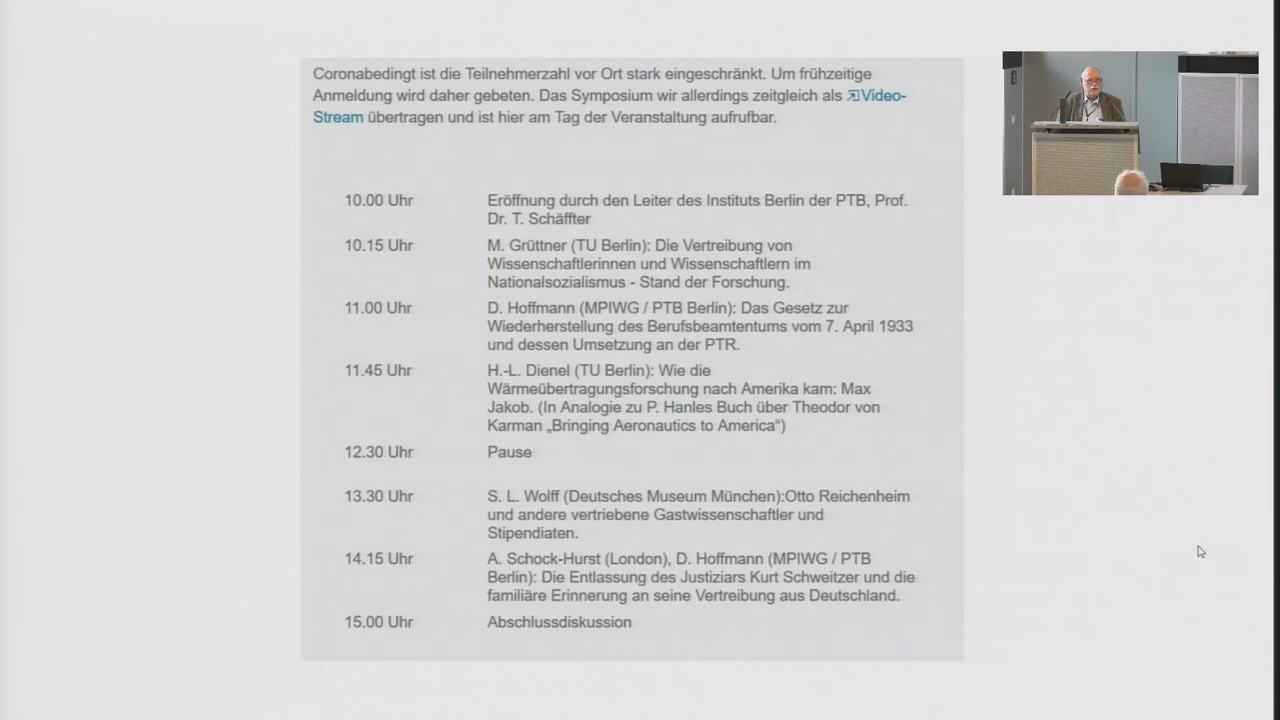 Coronabedingt ist die Teilnehmerzahl vor Ort stark eingeschränkt. Um frühzeitige
Anmeldung wird daher gebeten. Das Symposium wir allerdings zeitgleich als Video-
Stream übertragen und ist hier am Tag der Veranstaltung aufrufbar.
10.00 Uhr Eröffnung durch den Leiter des Instituts Berlin der PTB, Prof.
Dr. T. Schäffter
10.15 Uhr M. Grüttner (TU Berlin): Die Vertreibung von
Wissenschaftlerinnen und Wissenschaftlern im
Nationalsozialismus - Stand der Forschung.
11.00 Uhr D. Hoffmann (MPIWG / PTB Berlin): Das Gesetz zur
Wiederherstellung des Berufsbeamtentums vom 7. April 1933
und dessen Umsetzung an der PTR.
11.45 Uhr H.-L. Dienel (TU Berlin): Wie die
Wärmeübertragungsforschung nach Amerika kam: Max
Jakob. (In Analogie zu P. Hanles Buch über Theodor von
Karman „Bringing Aeronautics to America“)
12.30 Uhr Pause
13.30 Uhr S. L. Wolff (Deutsches Museum München):Otto Reichenheim
und andere vertriebene Gastwissenschaftler und
Stipendiaten.
14.15 Uhr A. Schock-Hurst (London), D. Hoffmann (MPIWG / PTB
Berlin): Die Entlassung des Justiziars Kurt Schweitzer und die
familiäre Erinnerung an seine Vertreibung aus Deutschland.
15.00 Uhr Abschlussdiskussion